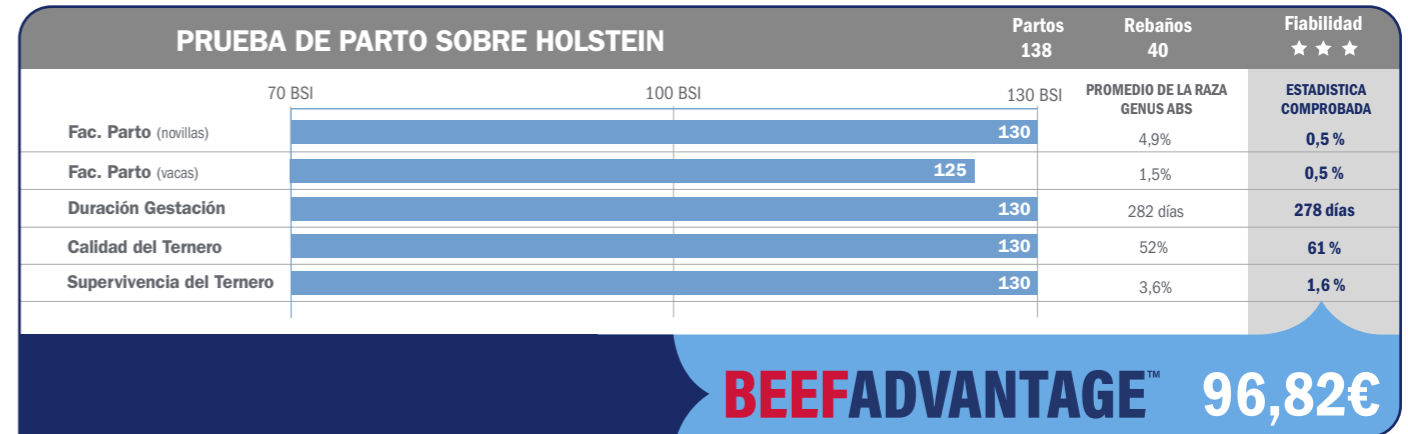 PRUEBA DE PARTO SOBRE HOLSTEIN
Partos 138
Rebaños 40
Fiabilidad ★ ★ ★
70 BSI 100 BSI 130 BSI
PROMEDIO DE LA RAZA GENUS ABS
ESTADISTICA COMPROBADA
Fac. Parto (novillas) 130 4,9% 0,5 %
Fac. Parto (vacas) 125 1,5% 0,5 %
Duración Gestación 130 282 días 278 días
Calidad del Ternero 130 52% 61 %
Supervivencia del Ternero 130 3,6% 1,6 %
BEEFADVANTAGE™ 96,82€